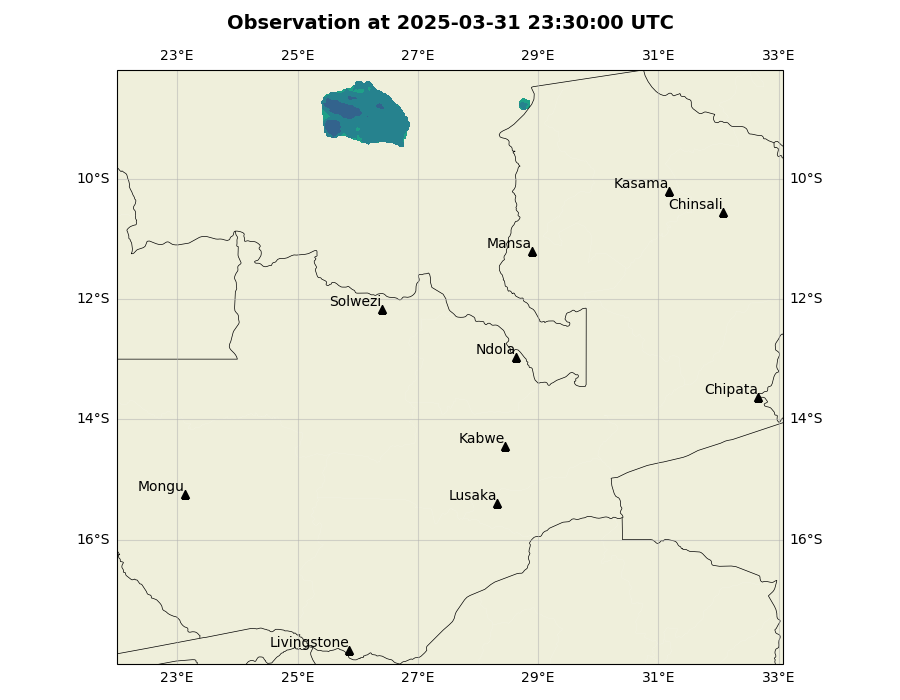 Observation at 2025-03-31 23:30:00 UTC
23°E 25°E 27°E 29°E 31°E 33°E
10°S 10°S
Kasama
Chinsali
Mansa
12°S 12°S
Solwezi
Ndola
Chipata
14°S 14°S
Kabwe
Mongu
Lusaka
16°S 16°S
Livingstone
23°E 25°E 27°E 29°E 31°E 33°E